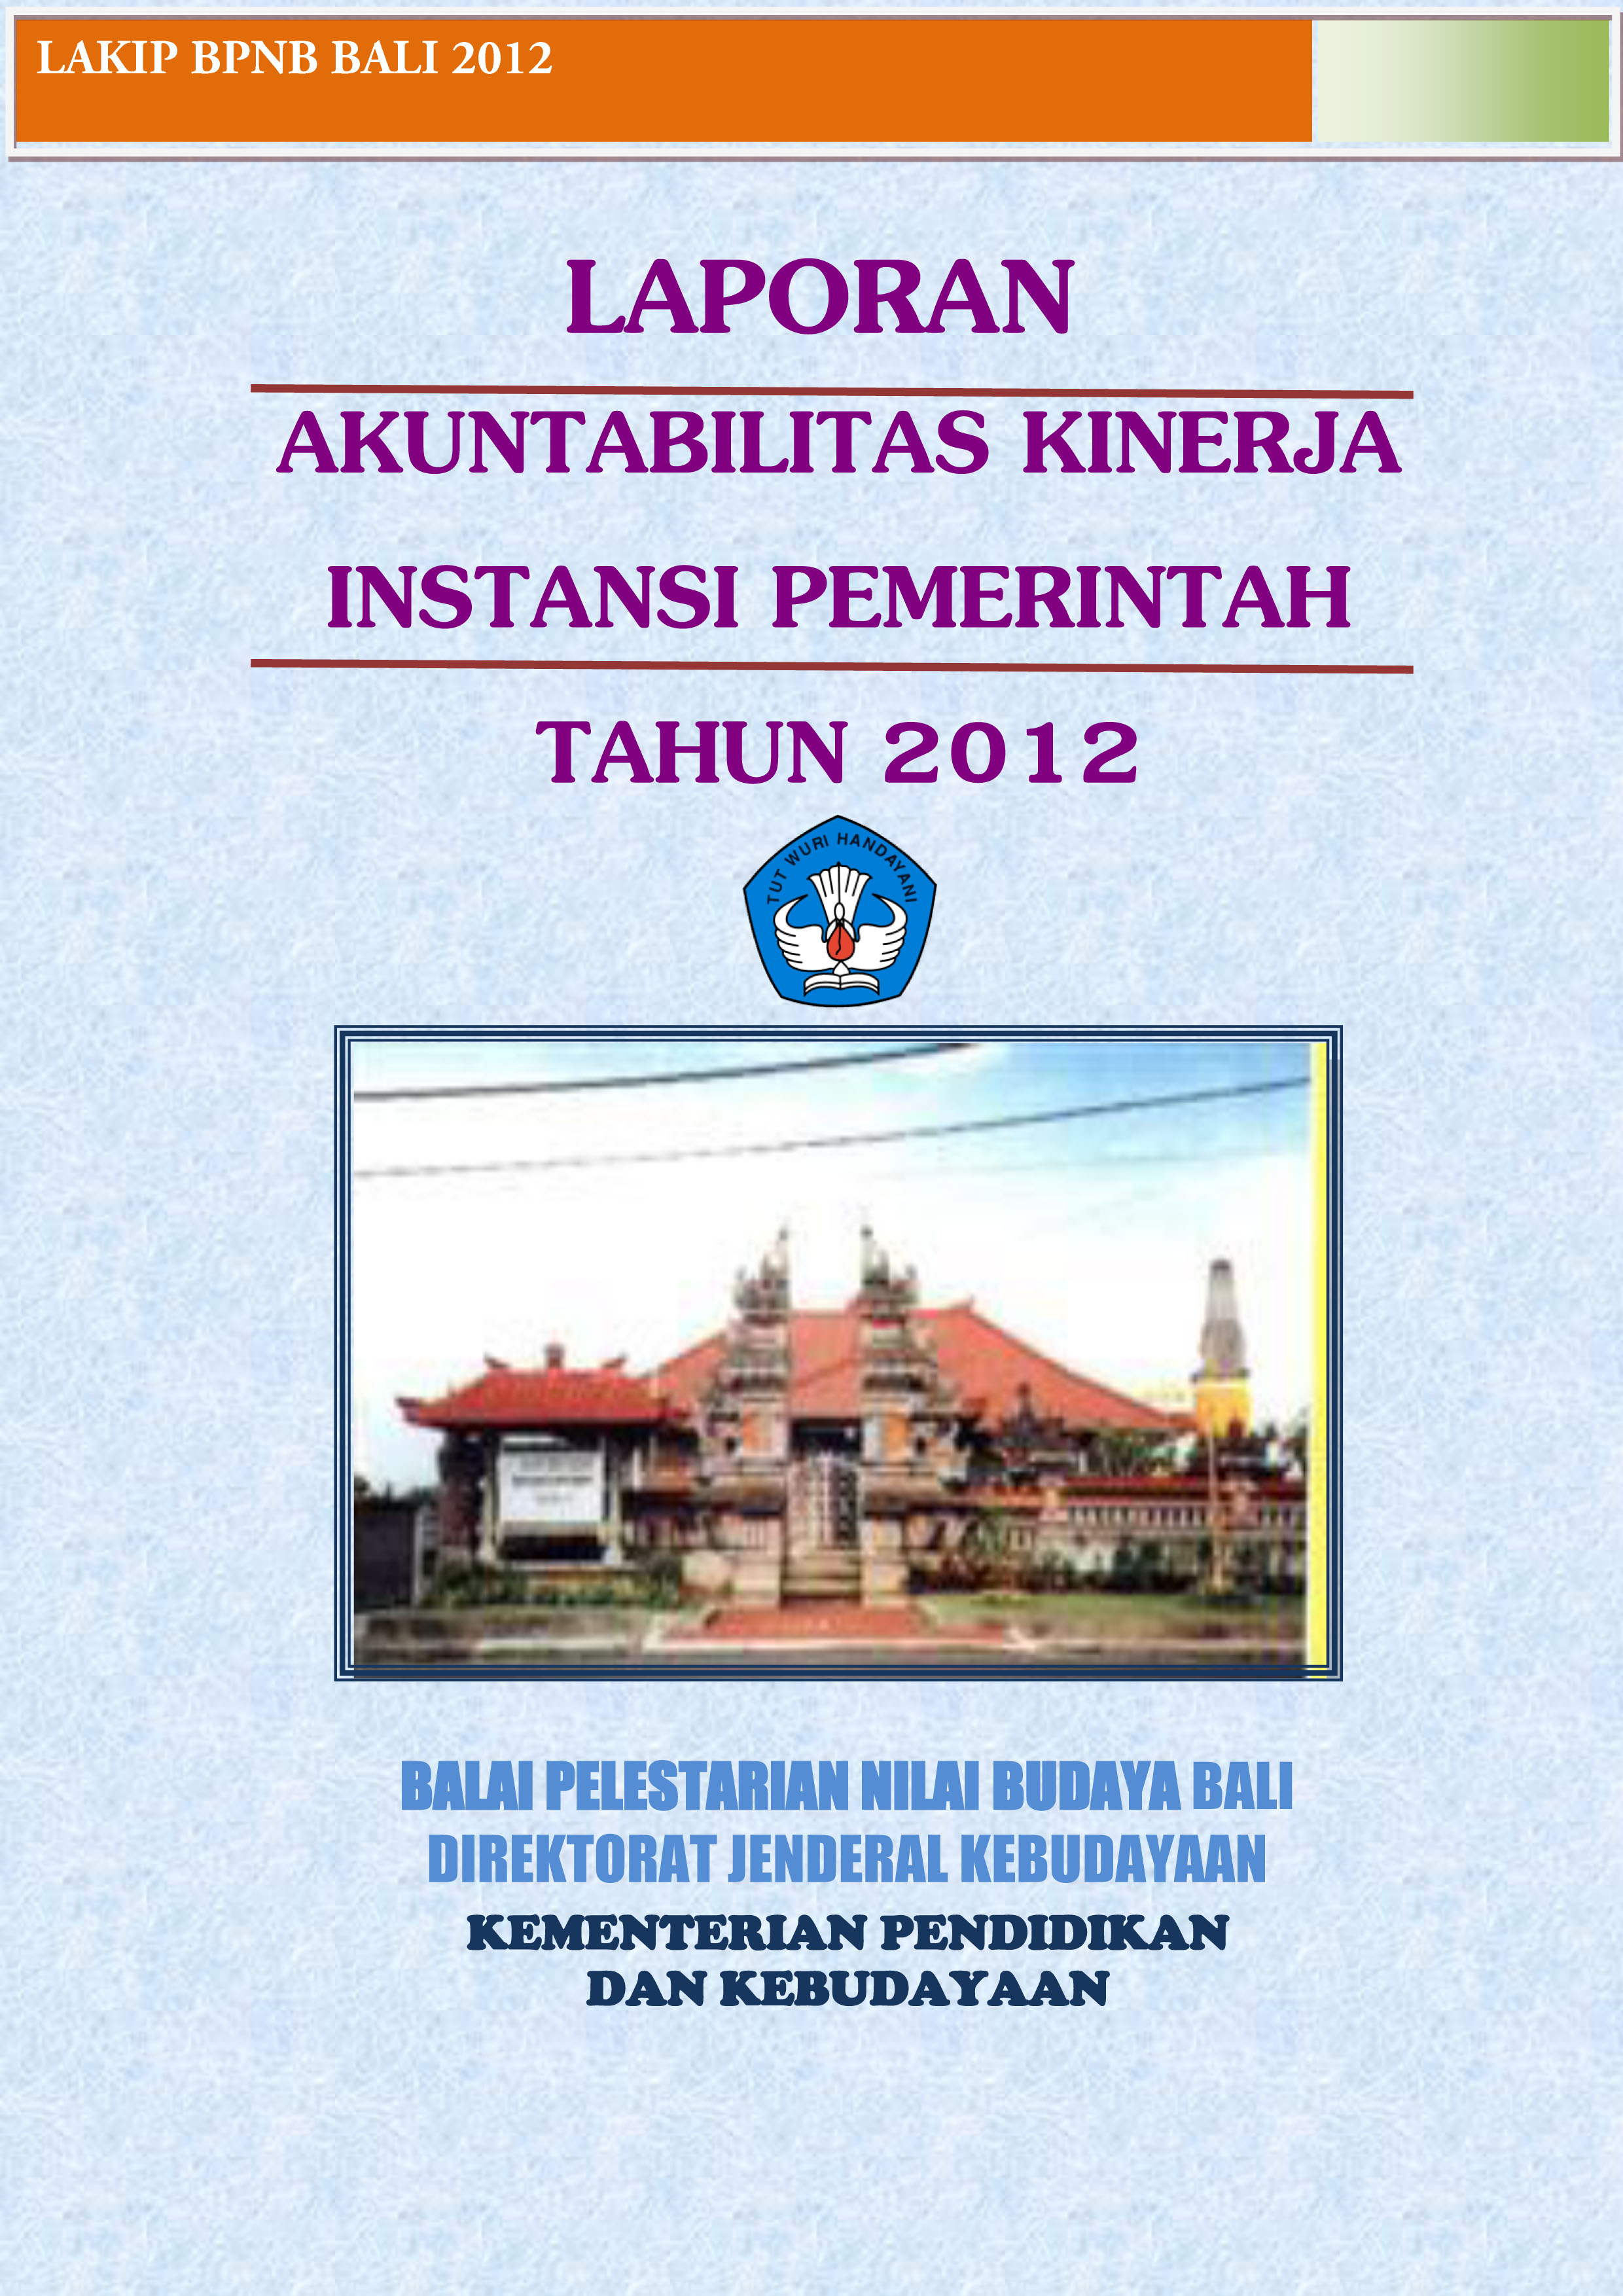 LAKIP BPNB BALI 2012
LAPORAN
AKUNTABILITAS KINERJA
INSTANSI PEMERINTAH
TAHUN 2012
TUT WURI HANDAYANI
BALAI PELESTARIAN NILAI BUDAYA BALI
DIREKTORAT JENDERAL KEBUDAYAAN
KEMENTERIAN PENDIDIKAN
DAN KEBUDAYAAN